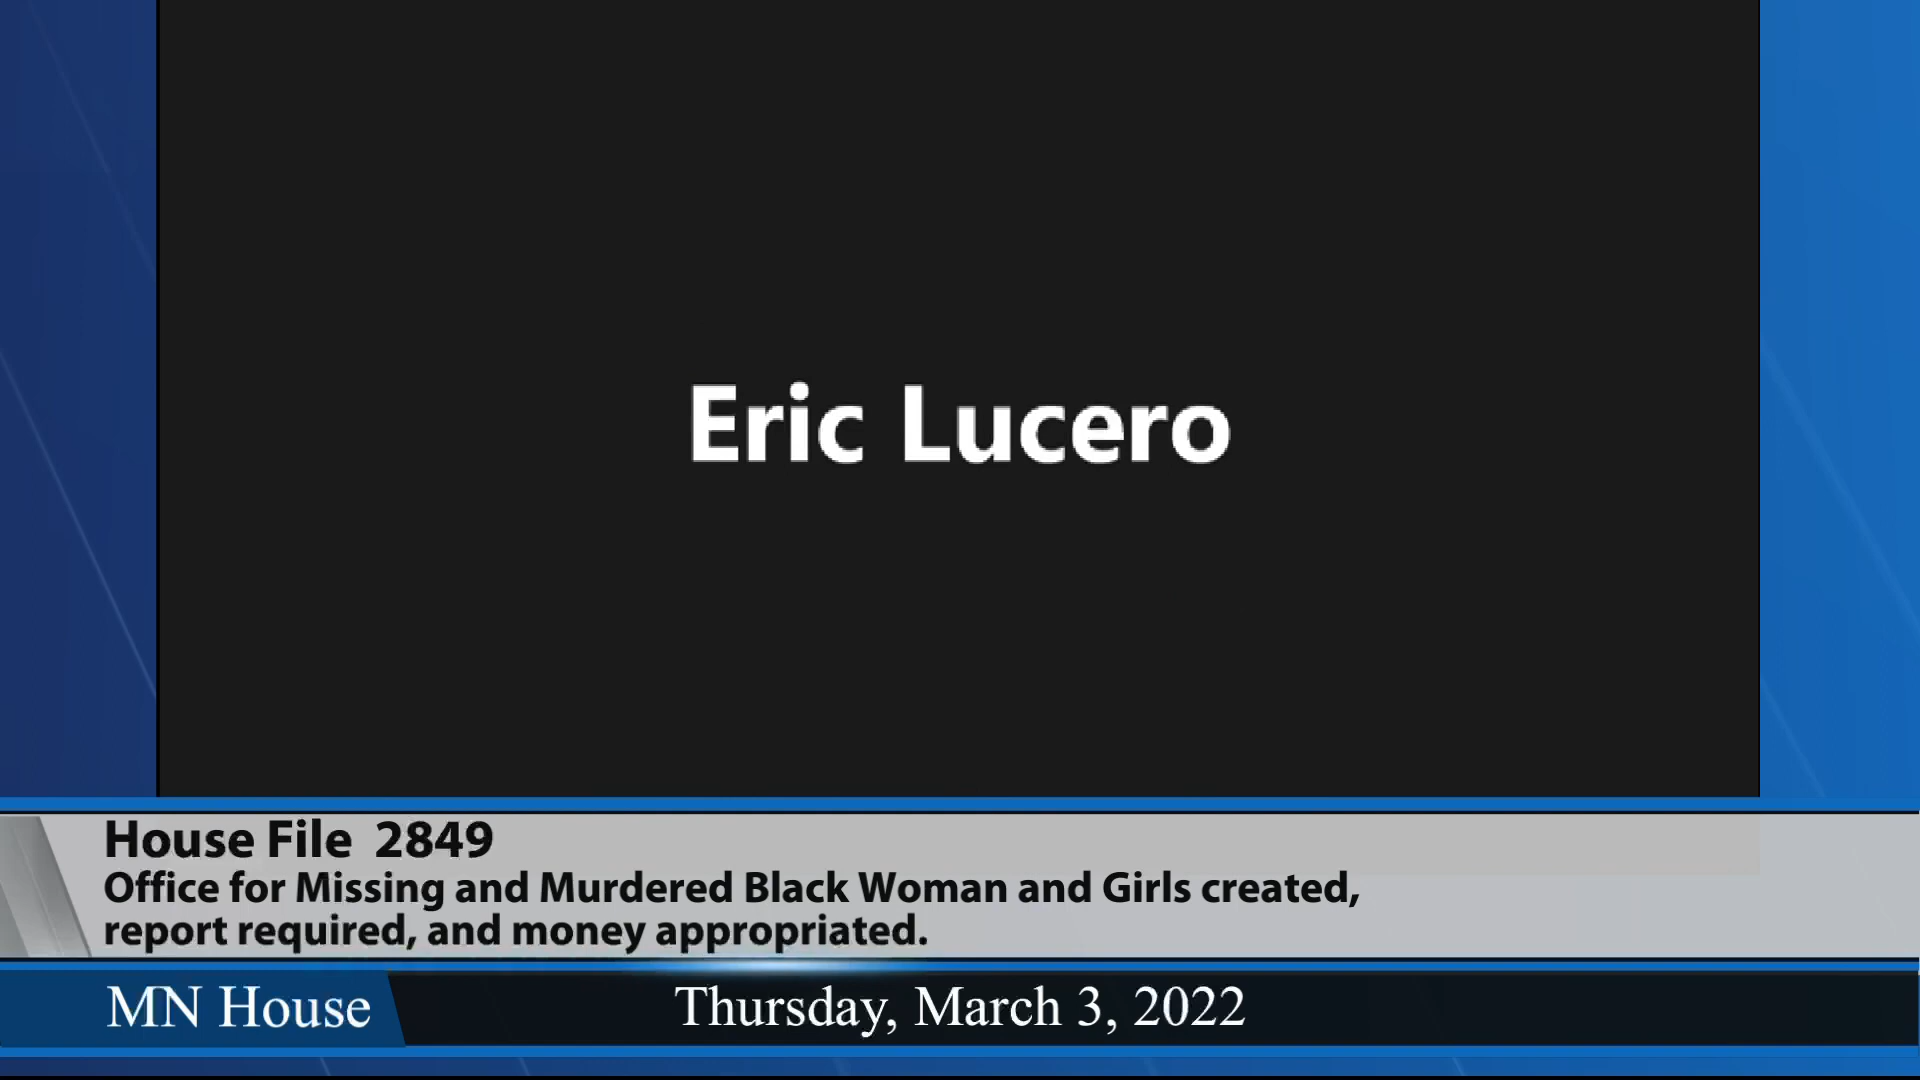 Eric Lucero
House File 2849
Office for Missing and Murdered Black Woman and Girls created,
report required, and money appropriated.
MN House
Thursday, March 3, 2022